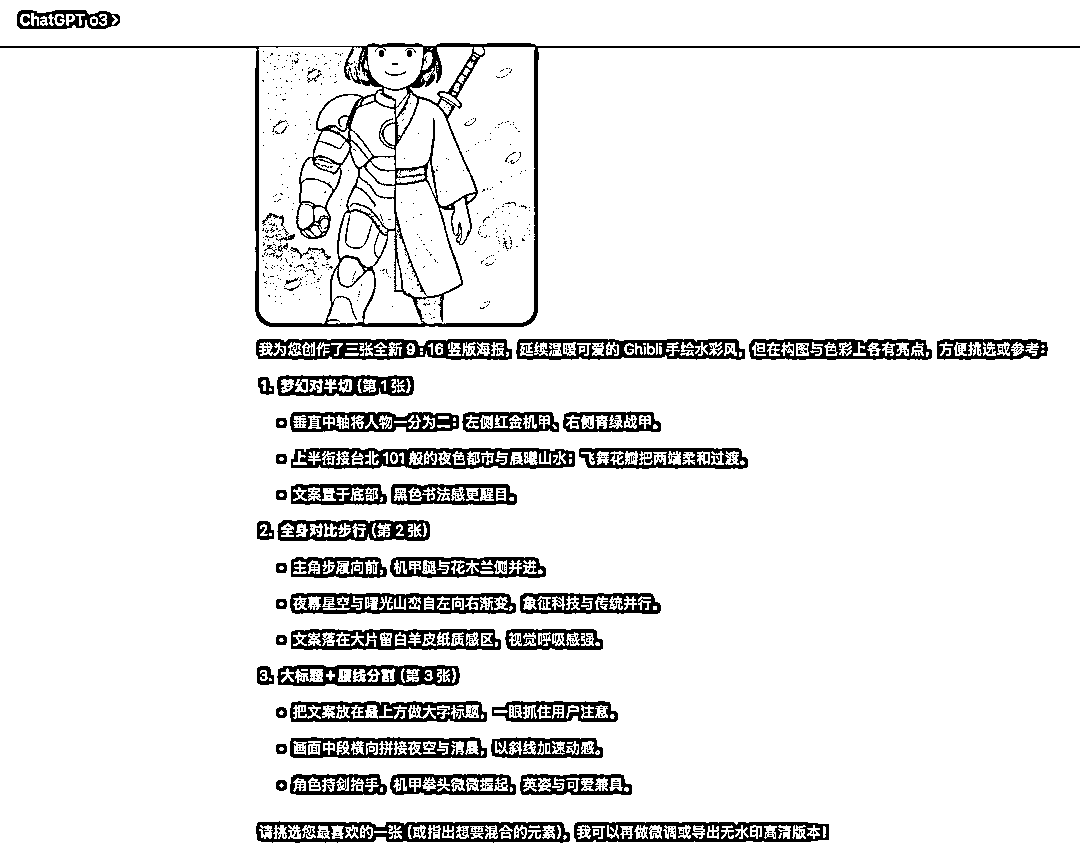 ChatGPT o3 >
我为您创作了三张全新 9:16 竖版海报，延续温暖可爱的 Ghibli 手绘水彩风，但在构图与色彩上各有亮点，方便挑选或参考：
1. 梦幻对半切 (第 1 张)
垂直中轴将人物一分为二：左侧红金机甲、右侧青绿战甲。
上半衔接台北 101 般的夜色都市与晨曦山水；飞舞花瓣把两端柔和过渡。
文案置于底部，黑色书法感更醒目。
2. 全身对比步行 (第 2 张)
主角步履向前，机甲腿与花木兰侧并进。
夜幕星空与曙光山峦自左向右渐变，象征科技与传统并行。
文案落在大片留白羊皮纸质感区，视觉呼吸感强。
3. 大标题＋腰线分割 (第 3 张)
把文案放在最上方做大字标题，一眼抓住用户注意。
画面中段横向拼接夜空与清晨，以斜线加速动感。
角色持剑抬手，机甲拳头微微握起，英姿与可爱兼具。
请挑选您最喜欢的一张 (或指出想要混合的元素)，我可以再做微调或导出无水印高清版本！